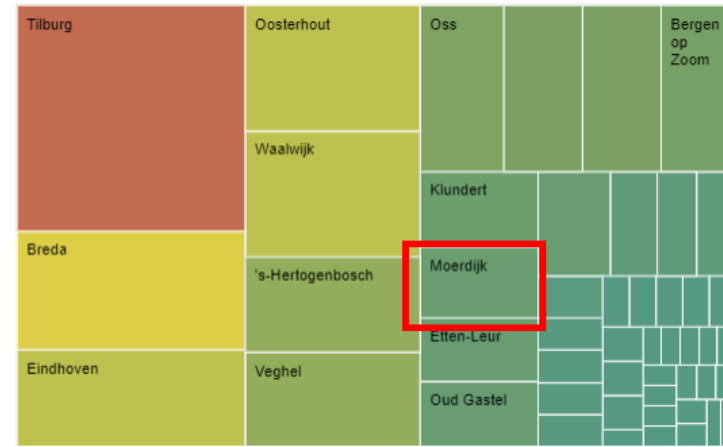 Tilburg
Oosterhout
Oss
Bergen
op
Zoom
Waalwijk
Klundert
Breda
's-Hertogenbosch
Moerdijk
Etten-Leur
Eindhoven
Veghel
Oud Gastel